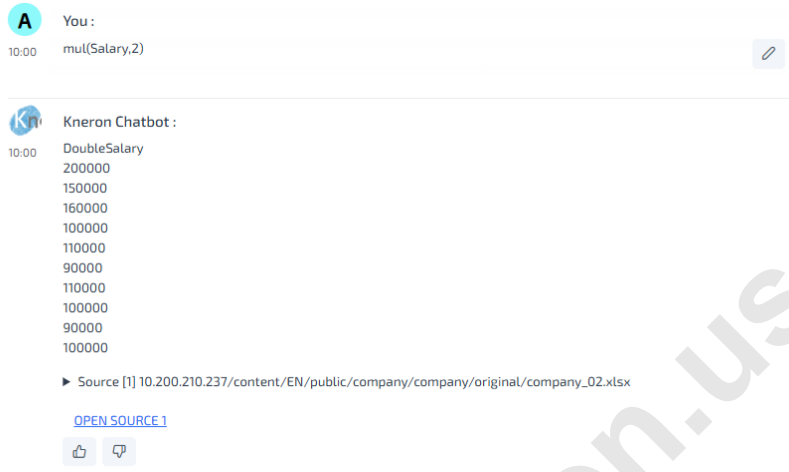 A
You :
10:00
mul(Salary,2)
Kn
Kneron Chatbot :
10:00
DoubleSalary
200000
150000
160000
100000
110000
90000
110000
100000
90000
100000
▶ Source [1] 10.200.210.237/content/EN/public/company/company/original/company_02.xlsx
OPEN SOURCE 1
on.us